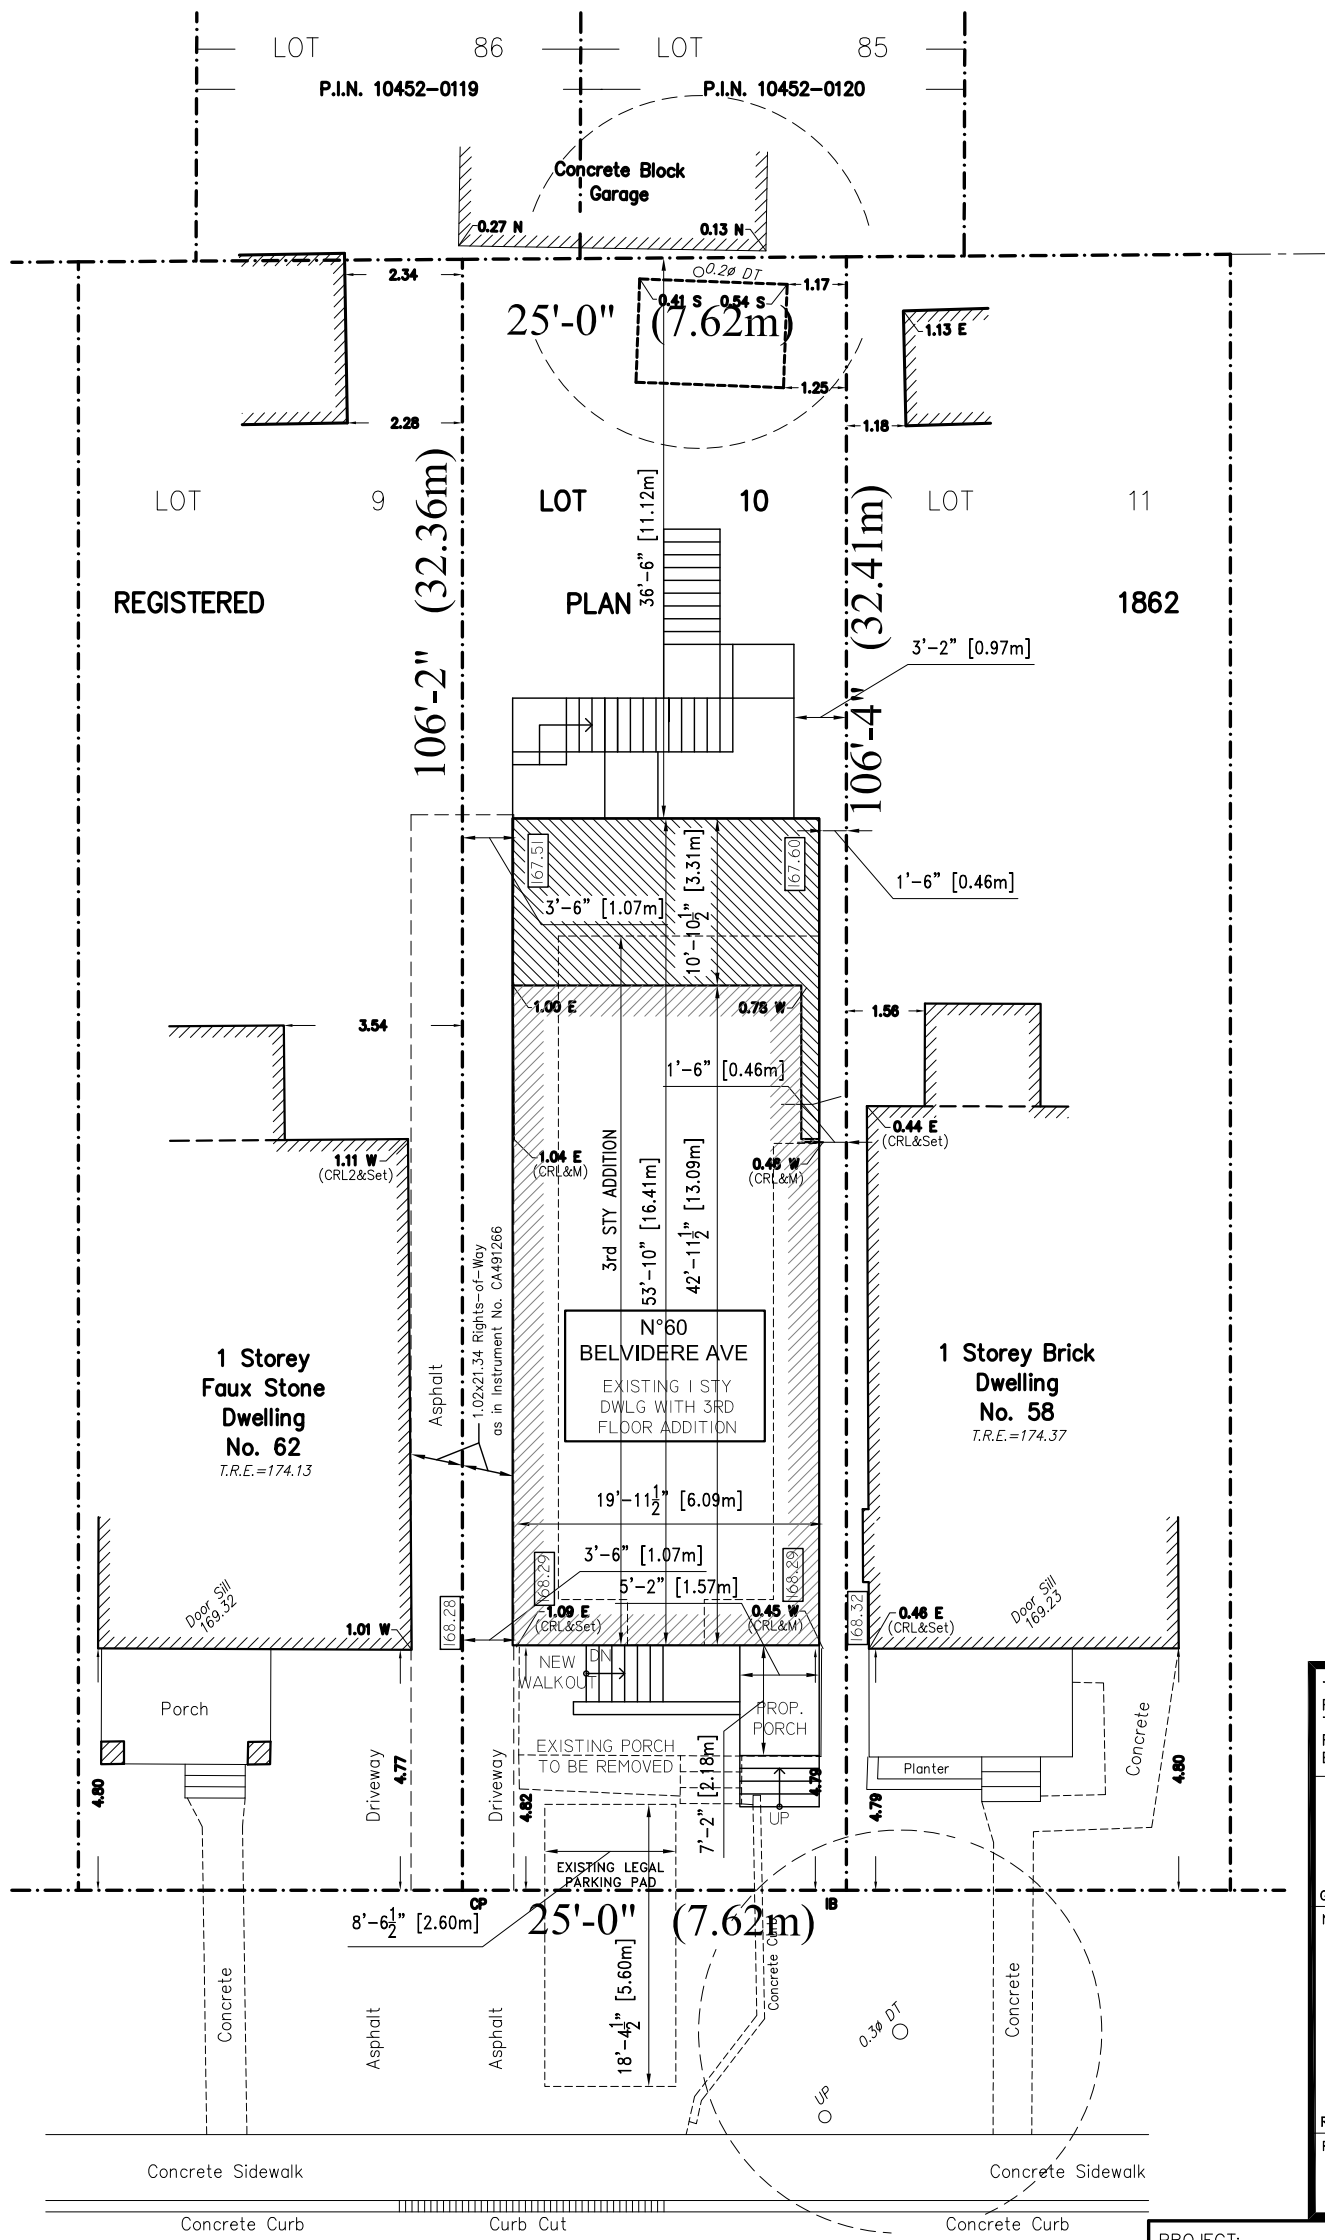 LOT 86 LOT 85
P.I.N. 10452-0119 P.I.N. 10452-0120
Concrete Block
Garage
0.27 N 0.13 N
2.34
0.2ø DT
1.17
0.41 S 0.54 S
25'-0" (7.62m)
1.13 E
1.25
2.28
1.18
LOT 9 LOT 10 LOT 11
106'-2" (32.36m)
36'-6" [11.12m]
106'-4" (32.41m)
REGISTERED PLAN 1862
3'-2" [0.97m]
167.51
167.60
10'-10½" [3.31m]
1'-6" [0.46m]
3'-6" [1.07m]
1.00 E 0.78 W
3.54
1.56
1'-6" [0.46m]
0.44 E
(CRL&Set)
1.11 W
(CRL2&Set)
1.04 E
(CRL&M)
0.48 W
(CRL&M)
3rd STY ADDITION
53'-10" [16.41m]
42'-11½" [13.09m]
1.02x21.34 Rights-of-Way
as in Instrument No. CA491266
N°60
BELVIDERE AVE
EXISTING 1 STY
DWLG WITH 3RD
FLOOR ADDITION
1 Storey
Faux Stone
Dwelling
No. 62
T.R.E.=174.13
Asphalt
1 Storey Brick
Dwelling
No. 58
T.R.E.=174.37
19'-11½" [6.09m]
3'-6" [1.07m]
168.29
168.29
5'-2" [1.57m]
Door Sill
169.32
1.01 W
168.28
1.09 E
(CRL&Set)
0.45 W
(CRL&M)
168.32
0.46 E
(CRL&Set)
Door Sill
169.23
NEW
WALKOUT
DN
Porch
PROP.
PORCH
EXISTING PORCH
TO BE REMOVED
Planter
Concrete
4.80
4.77
Driveway
Driveway
4.82
7'-2" [2.18m]
4.79
UP
4.79
4.80
EXISTING LEGAL
PARKING PAD
CP
IB
8'-6½" [2.60m]
25'-0" (7.62m)
Concrete
Asphalt
Asphalt
18'-4½" [5.60m]
Concrete Curb
0.3ø DT
Concrete
UP
Concrete Sidewalk Concrete Sidewalk
Concrete Curb Curb Cut Concrete Curb
PROJECT: